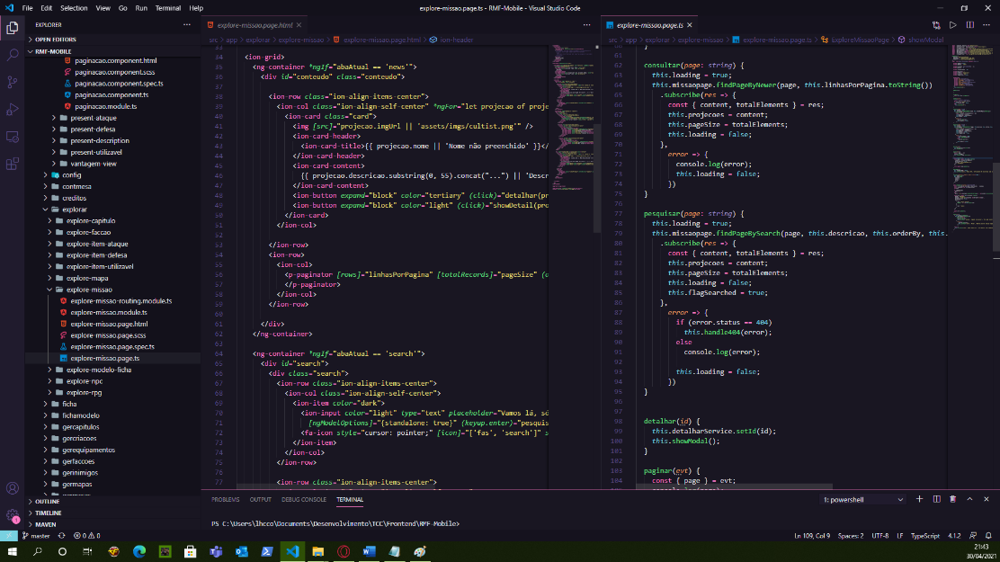 File Edit Selection View Go Run Terminal Help
explore-missao.page.ts - RMF-Mobile - Visual Studio Code
EXPLORER
OPEN EDITORS
RMF-MOBILE
paginacao.component.html
paginacao.component.scss
paginacao.component.spec.ts
paginacao.component.ts
paginacao.module.ts
present-ataque
present-defesa
present-description
present-utilizavel
vantagem-view
config
contmesa
creditos
explorar
explore-capitulo
explore-faccao
explore-item-ataque
explore-item-defesa
explore-item-utilizavel
explore-mapa
explore-missao
explore-missao-routing.module.ts
explore-missao.module.ts
explore-missao.page.html
explore-missao.page.scss
explore-missao.page.spec.ts
explore-missao.page.ts
explore-modelo-ficha
explore-npc
explore-rpg
ficha
fichamodelo
gercapitulos
gercriacoes
gerequipamentos
gerfaccoes
gerinimigos
germapas
OUTLINE
TIMELINE
MAVEN
explore-missao.page.html
src > app > explorar > explore-missao > explore-missao.page.html > ion-header
33
34 <ion-grid>
35 <ng-container *ngIf="abaAtual == 'news'">
36 <div id="conteudo" class="conteudo">
37
38 <ion-row class="ion-align-items-center">
39 <ion-col class="ion-align-self-center" *ngFor="let projecao of proje
40 <ion-card class="card">
41 <img [src]="projecao.imgUrl || 'assets/imgs/cultist.png'" />
42 <ion-card-header>
43 <ion-card-title>{{ projecao.nome || 'Nome não preenchido' }}</
44 </ion-card-header>
45 <ion-card-content>
46 {{ projecao.descricao.substring(0, 55).concat("...") || 'Descr
47 </ion-card-content>
48 <ion-button expand="block" color="tertiary" (click)="detalhar(pr
49 <ion-button expand="block" color="light" (click)="showDetail(pro
50 </ion-card>
51 </ion-col>
52
53 </ion-row>
54 <ion-row>
55 <ion-col>
56 <p-paginator [rows]="linhasPorPagina" [totalRecords]="pageSize" (o
57 </p-paginator>
58 </ion-col>
59 </ion-row>
60
61 </div>
62 </ng-container>
63
64 <ng-container *ngIf="abaAtual == 'search'">
65 <div id="search">
66 <div class="search">
67 <ion-row class="ion-align-items-center">
68 <ion-col class="ion-align-self-center">
69 <ion-item color="dark">
70 <ion-input color="light" type="text" placeholder="Vamos lá, só
71 [ngModelOptions]="{standalone: true}" (keyup.enter)="pesquis
72 <fa-icon style="cursor: pointer;" [icon]="['fas', 'search']" s
73 </ion-item>
74 </ion-col>
75 </ion-row>
76
77 <ion-row class="ion-align-items-center">
explore-missao.page.ts
src > app > explorar > explore-missao > explore-missao.page.ts > ExploreMissaoPage > showModal
61
62 consultar(page: string) {
63 this.loading = true;
64 this.missaopage.findPageByNewer(page, this.linhasPorPagina.toString())
65 .subscribe(res => {
66 const { content, totalElements } = res;
67 this.projecoes = content;
68 this.pageSize = totalElements;
69 this.loading = false;
70 },
71 error => {
72 console.log(error);
73 this.loading = false;
74 })
75 }
76
77 pesquisar(page: string) {
78 this.loading = true;
79 this.missaopage.findPageBySearch(page, this.descricao, this.orderBy, this.
80 .subscribe(res => {
81 const { content, totalElements } = res;
82 this.projecoes = content;
83 this.pageSize = totalElements;
84 this.loading = false;
85 this.flagSearched = true;
86 },
87 error => {
88 if (error.status == 404)
89 this.handle404(error);
90 else
91 console.log(error);
92
93 this.loading = false;
94 })
95 }
96
97
98 detalhar(id) {
99 this.detalharService.setId(id);
100 this.showModal();
101 }
102
103 paginar(evt) {
104 const { page } = evt;
PROBLEMS OUTPUT DEBUG CONSOLE TERMINAL
1: powershell
PS C:\Users\lhcco\Documents\Desenvolvimento\TCC\Frontend\RMF-Mobile>
master 0 0
Ln 109, Col 9 Spaces: 2 UTF-8 LF TypeScript 4.1.2
21:43
30/04/2021